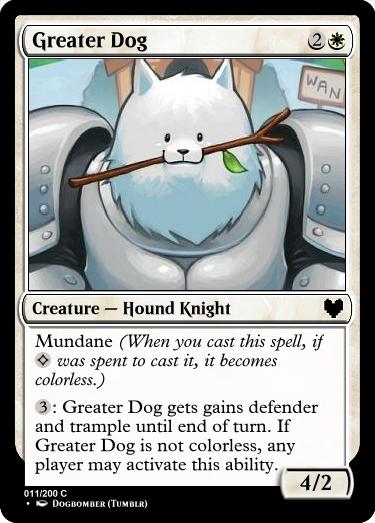 Greater Dog 2
WAN
Creature — Hound Knight
Mundane (When you cast this spell, if
was spent to cast it, it becomes
colorless.)
3: Greater Dog gets gains defender
and trample until end of turn. If
Greater Dog is not colorless, any
player may activate this ability.
4/2
011/200 C
• Dogbomber (Tumblr)